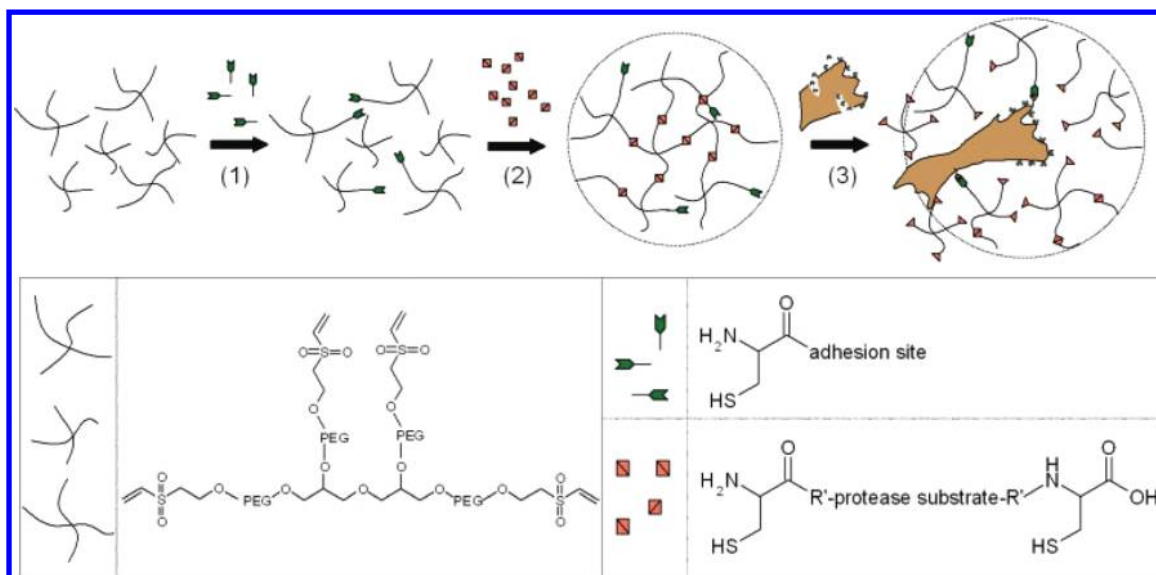 (1)
(2)
(3)
O
S
O
O
S
O
O
O
PEG
PEG
O
O
O
S
O
O
PEG
O
O
O
PEG
O
O
S
O
H₂N
O
adhesion site
HS
H₂N
O
R'-protease substrate-R'
H
N
O
OH
HS
HS